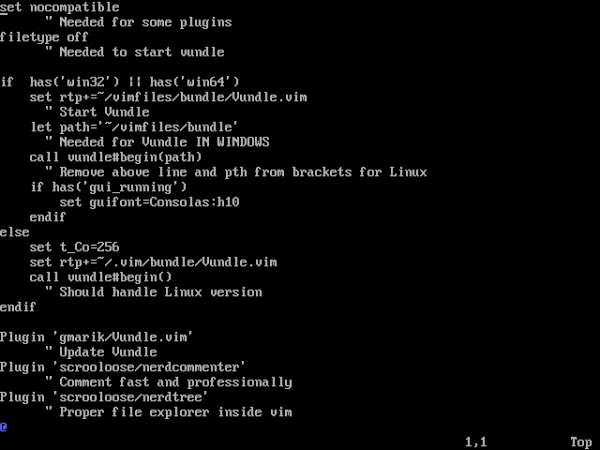 set nocompatible
      " Needed for some plugins
filetype off
      " Needed to start vundle

if  has('win32') || has('win64')
    set rtp+=~/vimfiles/bundle/Vundle.vim
      " Start Vundle
    let path='~/vimfiles/bundle'
      " Needed for Vundle IN WINDOWS
    call vundle#begin(path)
      " Remove above line and pth from brackets for Linux
    if has('gui_running')
        set guifont=Consolas:h10
    endif
else
    set t_Co=256
    set rtp+=~/.vim/bundle/Vundle.vim
    call vundle#begin()
      " Should handle Linux version
endif

Plugin 'gmarik/Vundle.vim'
      " Update Vundle
Plugin 'scrooloose/nerdcommenter'
      " Comment fast and professionally
Plugin 'scrooloose/nerdtree'
      " Proper file explorer inside vim
@
1,1 Top